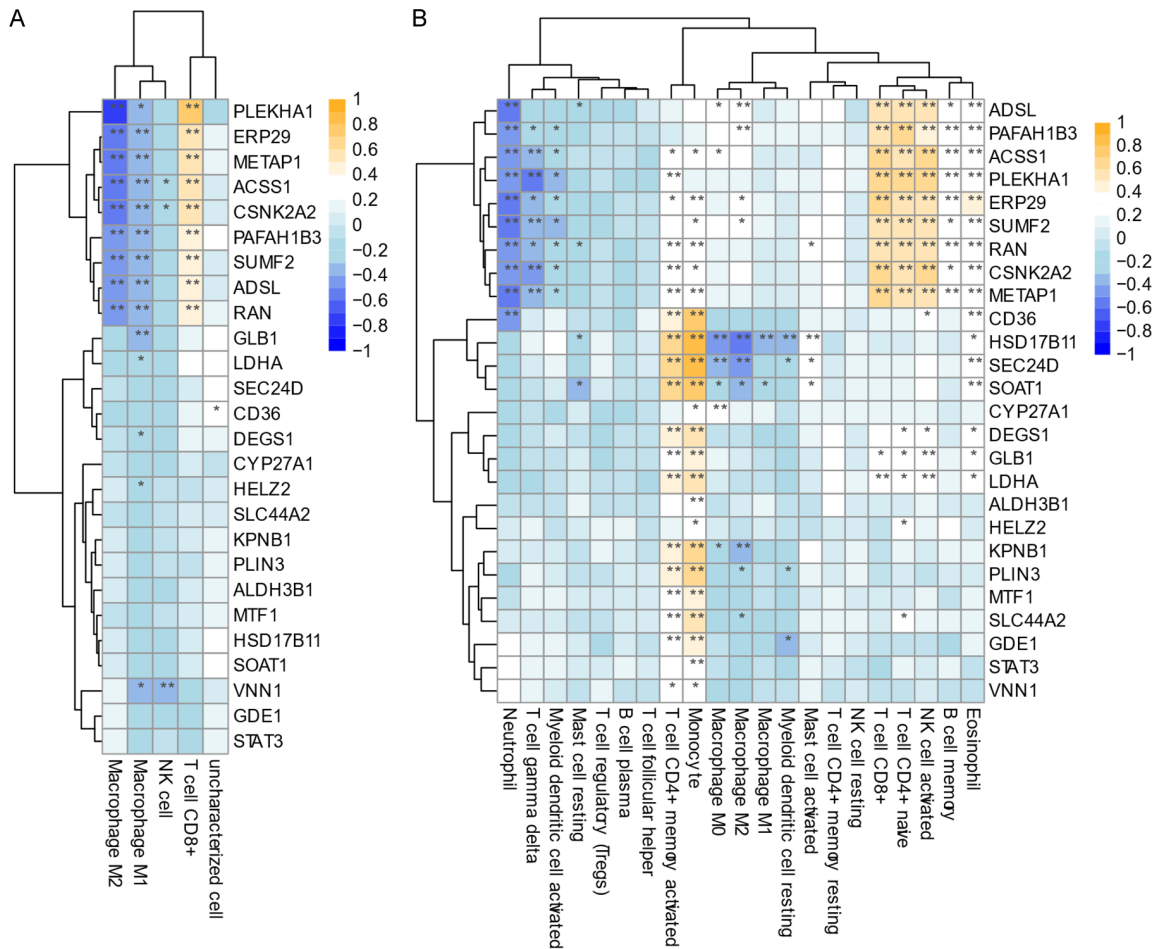 A
PLEKHA1
ERP29
METAP1
ACSS1
CSNK2A2
PAFAH1B3
SUMF2
ADSL
RAN
GLB1
LDHA
SEC24D
CD36
DEGS1
CYP27A1
HELZ2
SLC44A2
KPNB1
PLIN3
ALDH3B1
MTF1
HSD17B11
SOAT1
VNN1
GDE1
STAT3
1
0.8
0.6
0.4
0.2
0
−0.2
−0.4
−0.6
−0.8
−1
Macrophage M2
Macrophage M1
NK cell
T cell CD8+
uncharacterized cell
B
ADSL
PAFAH1B3
ACSS1
PLEKHA1
ERP29
SUMF2
RAN
CSNK2A2
METAP1
CD36
HSD17B11
SEC24D
SOAT1
CYP27A1
DEGS1
GLB1
LDHA
ALDH3B1
HELZ2
KPNB1
PLIN3
MTF1
SLC44A2
GDE1
STAT3
VNN1
1
0.8
0.6
0.4
0.2
0
−0.2
−0.4
−0.6
−0.8
−1
Neutrophil
T cell gamma delta
Myeloid dendritic cell activated
Mast cell resting
T cell regulatory (Tregs)
B cell plasma
T cell follicular helper
T cell CD4+ memory activated
Monocyte
Macrophage M0
Macrophage M2
Macrophage M1
Myeloid dendritic cell resting
Mast cell activated
T cell CD4+ memory resting
NK cell resting
T cell CD8+
T cell CD4+ naive
NK cell activated
B cell memory
Eosinophil